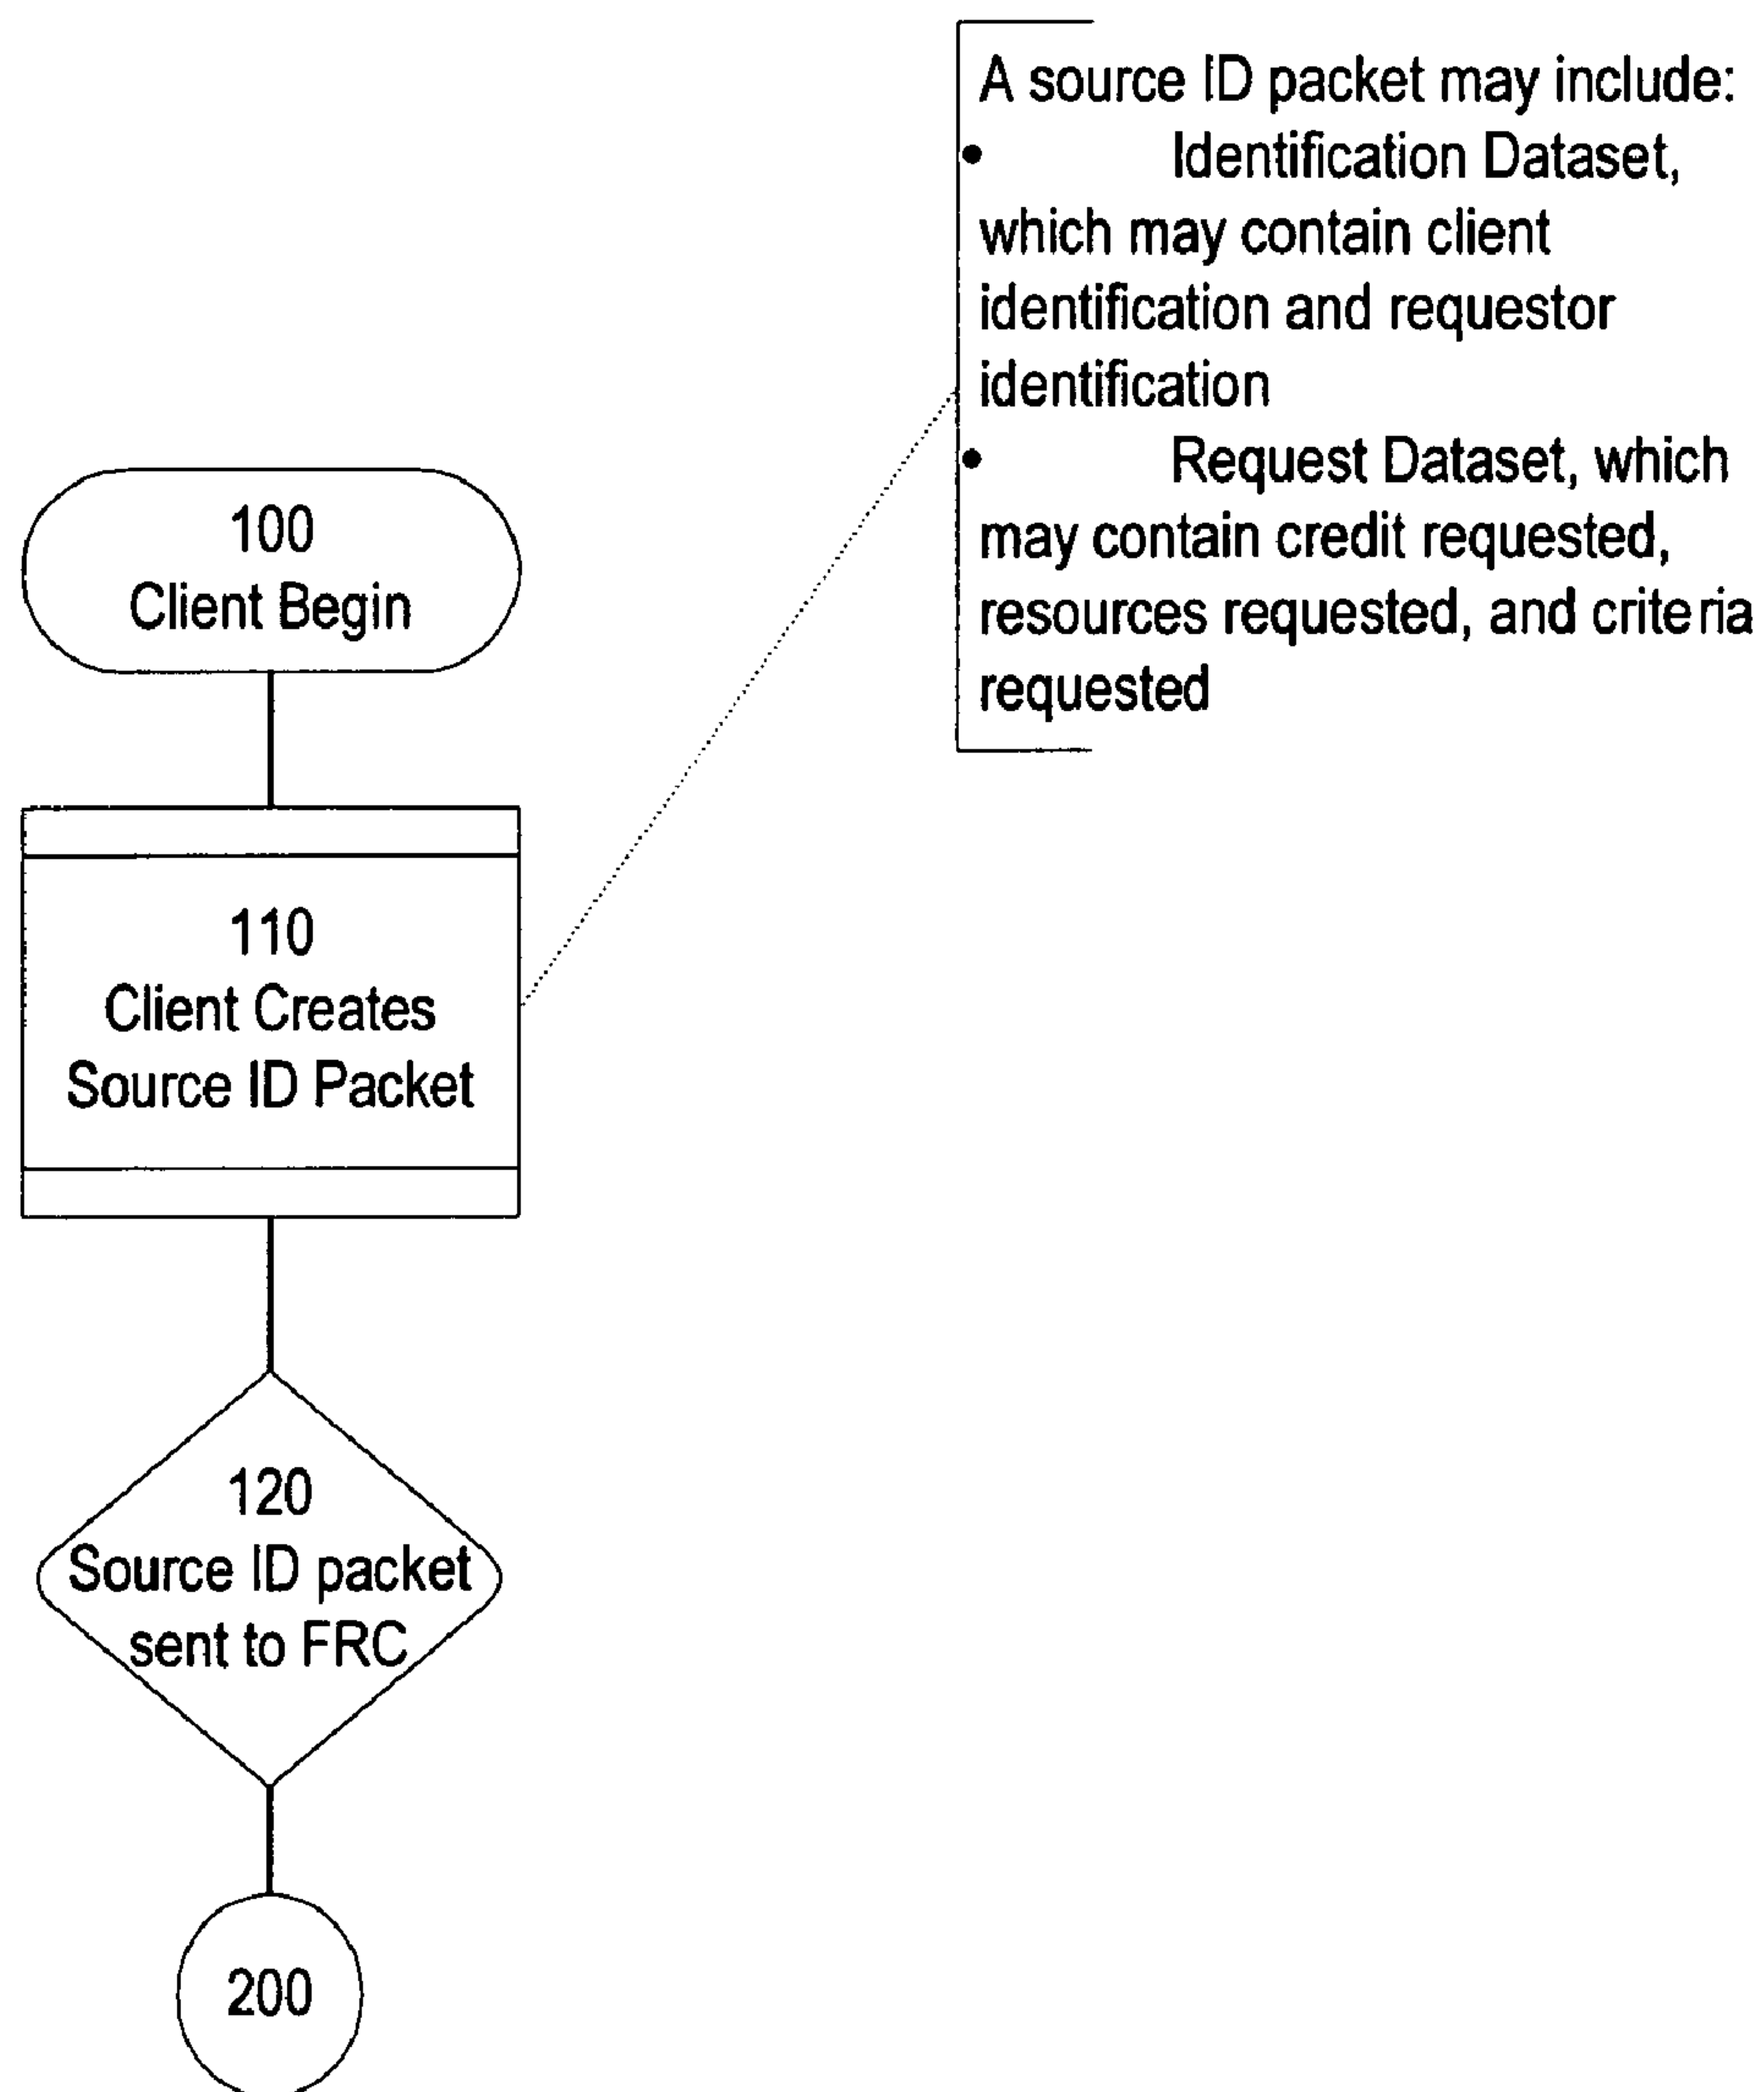 A source ID packet may include:
• Identification Dataset,
which may contain client
identification and requestor
identification
• Request Dataset, which
may contain credit requested,
resources requested, and criteria
requested
100
Client Begin
110
Client Creates
Source ID Packet
120
Source ID packet
sent to FRC
200